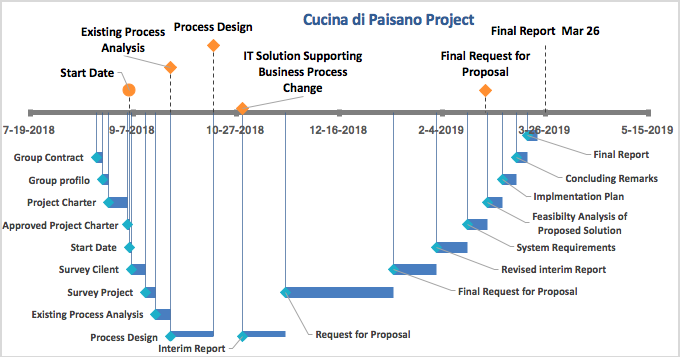 Cucina di Paisano Project
Process Design
Existing Process
Analysis
Start Date
IT Solution Supporting
Business Process
Change
Final Request for
Proposal
Final Report Mar 26
7-19-2018
9-7-2018
10-27-2018
12-16-2018
2-4-2019
3-26-2019
5-15-2019
Group Contract
Group profilo
Project Charter
Approved Project Charter
Start Date
Survey Cilent
Survey Project
Existing Process Analysis
Process Design
Interim Report
Request for Proposal
Final Request for Proposal
Revised interim Report
System Requirements
Feasibilty Analysis of
Proposed Solution
Implmentation Plan
Concluding Remarks
Final Report